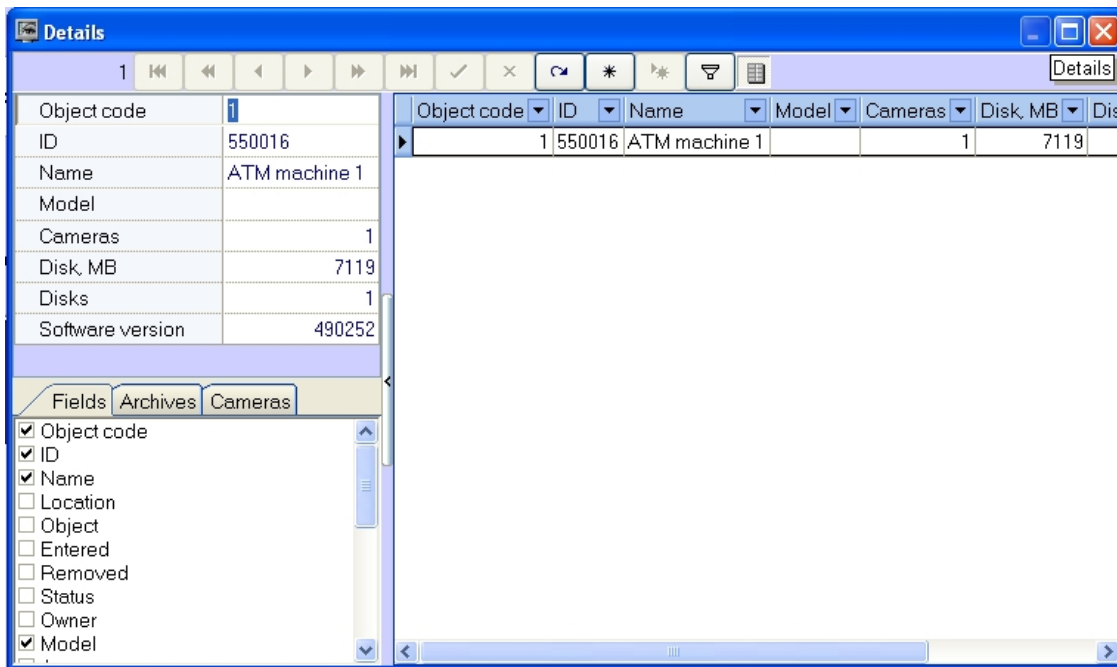 Details
1
Details
Object code 1
ID 550016
Name ATM machine 1
Model
Cameras 1
Disk, MB 7119
Disks 1
Software version 490252
Fields Archives Cameras
Object code
ID
Name
Location
Object
Entered
Removed
Status
Owner
Model
Object code ID Name Model Cameras Disk, MB Dis
1 550016 ATM machine 1 1 7119